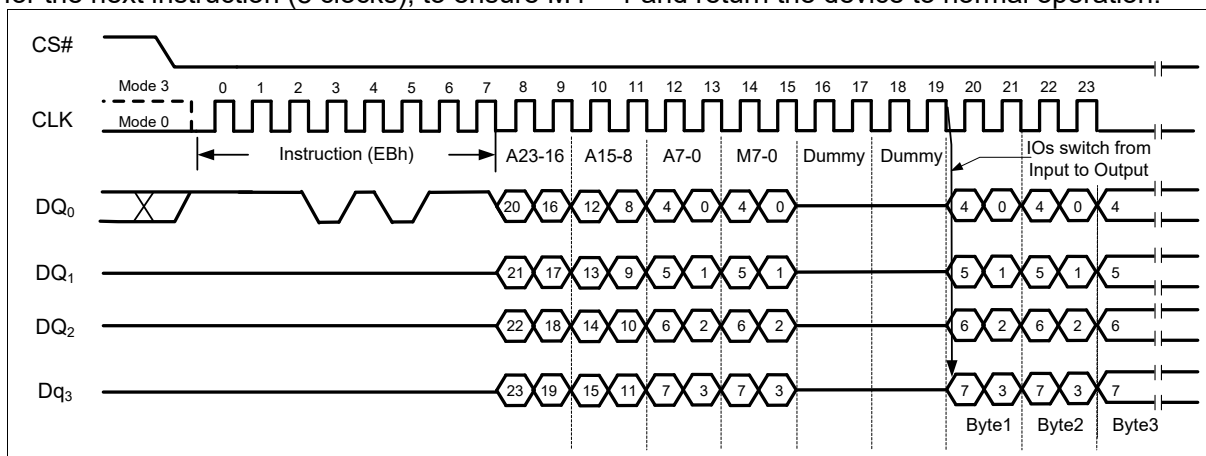 for the next instruction (8 clocks), to ensure M4 = 1 and return the device to normal operation.
CS#
Mode 3
0 1 2 3 4 5 6 7 8 9 10 11 12 13 14 15 16 17 18 19 20 21 22 23
CLK
Mode 0
Instruction (EBh) A23-16 A15-8 A7-0 M7-0 Dummy Dummy
IOs switch from
Input to Output
DQ0 20 16 12 8 4 0 4 0 4 0 4 0 4
DQ1 21 17 13 9 5 1 5 1 5 1 5 1 5
DQ2 22 18 14 10 6 2 6 2 6 2 6 2 6
Dq3 23 19 15 11 7 3 7 3 7 3 7 3 7
Byte1 Byte2 Byte3